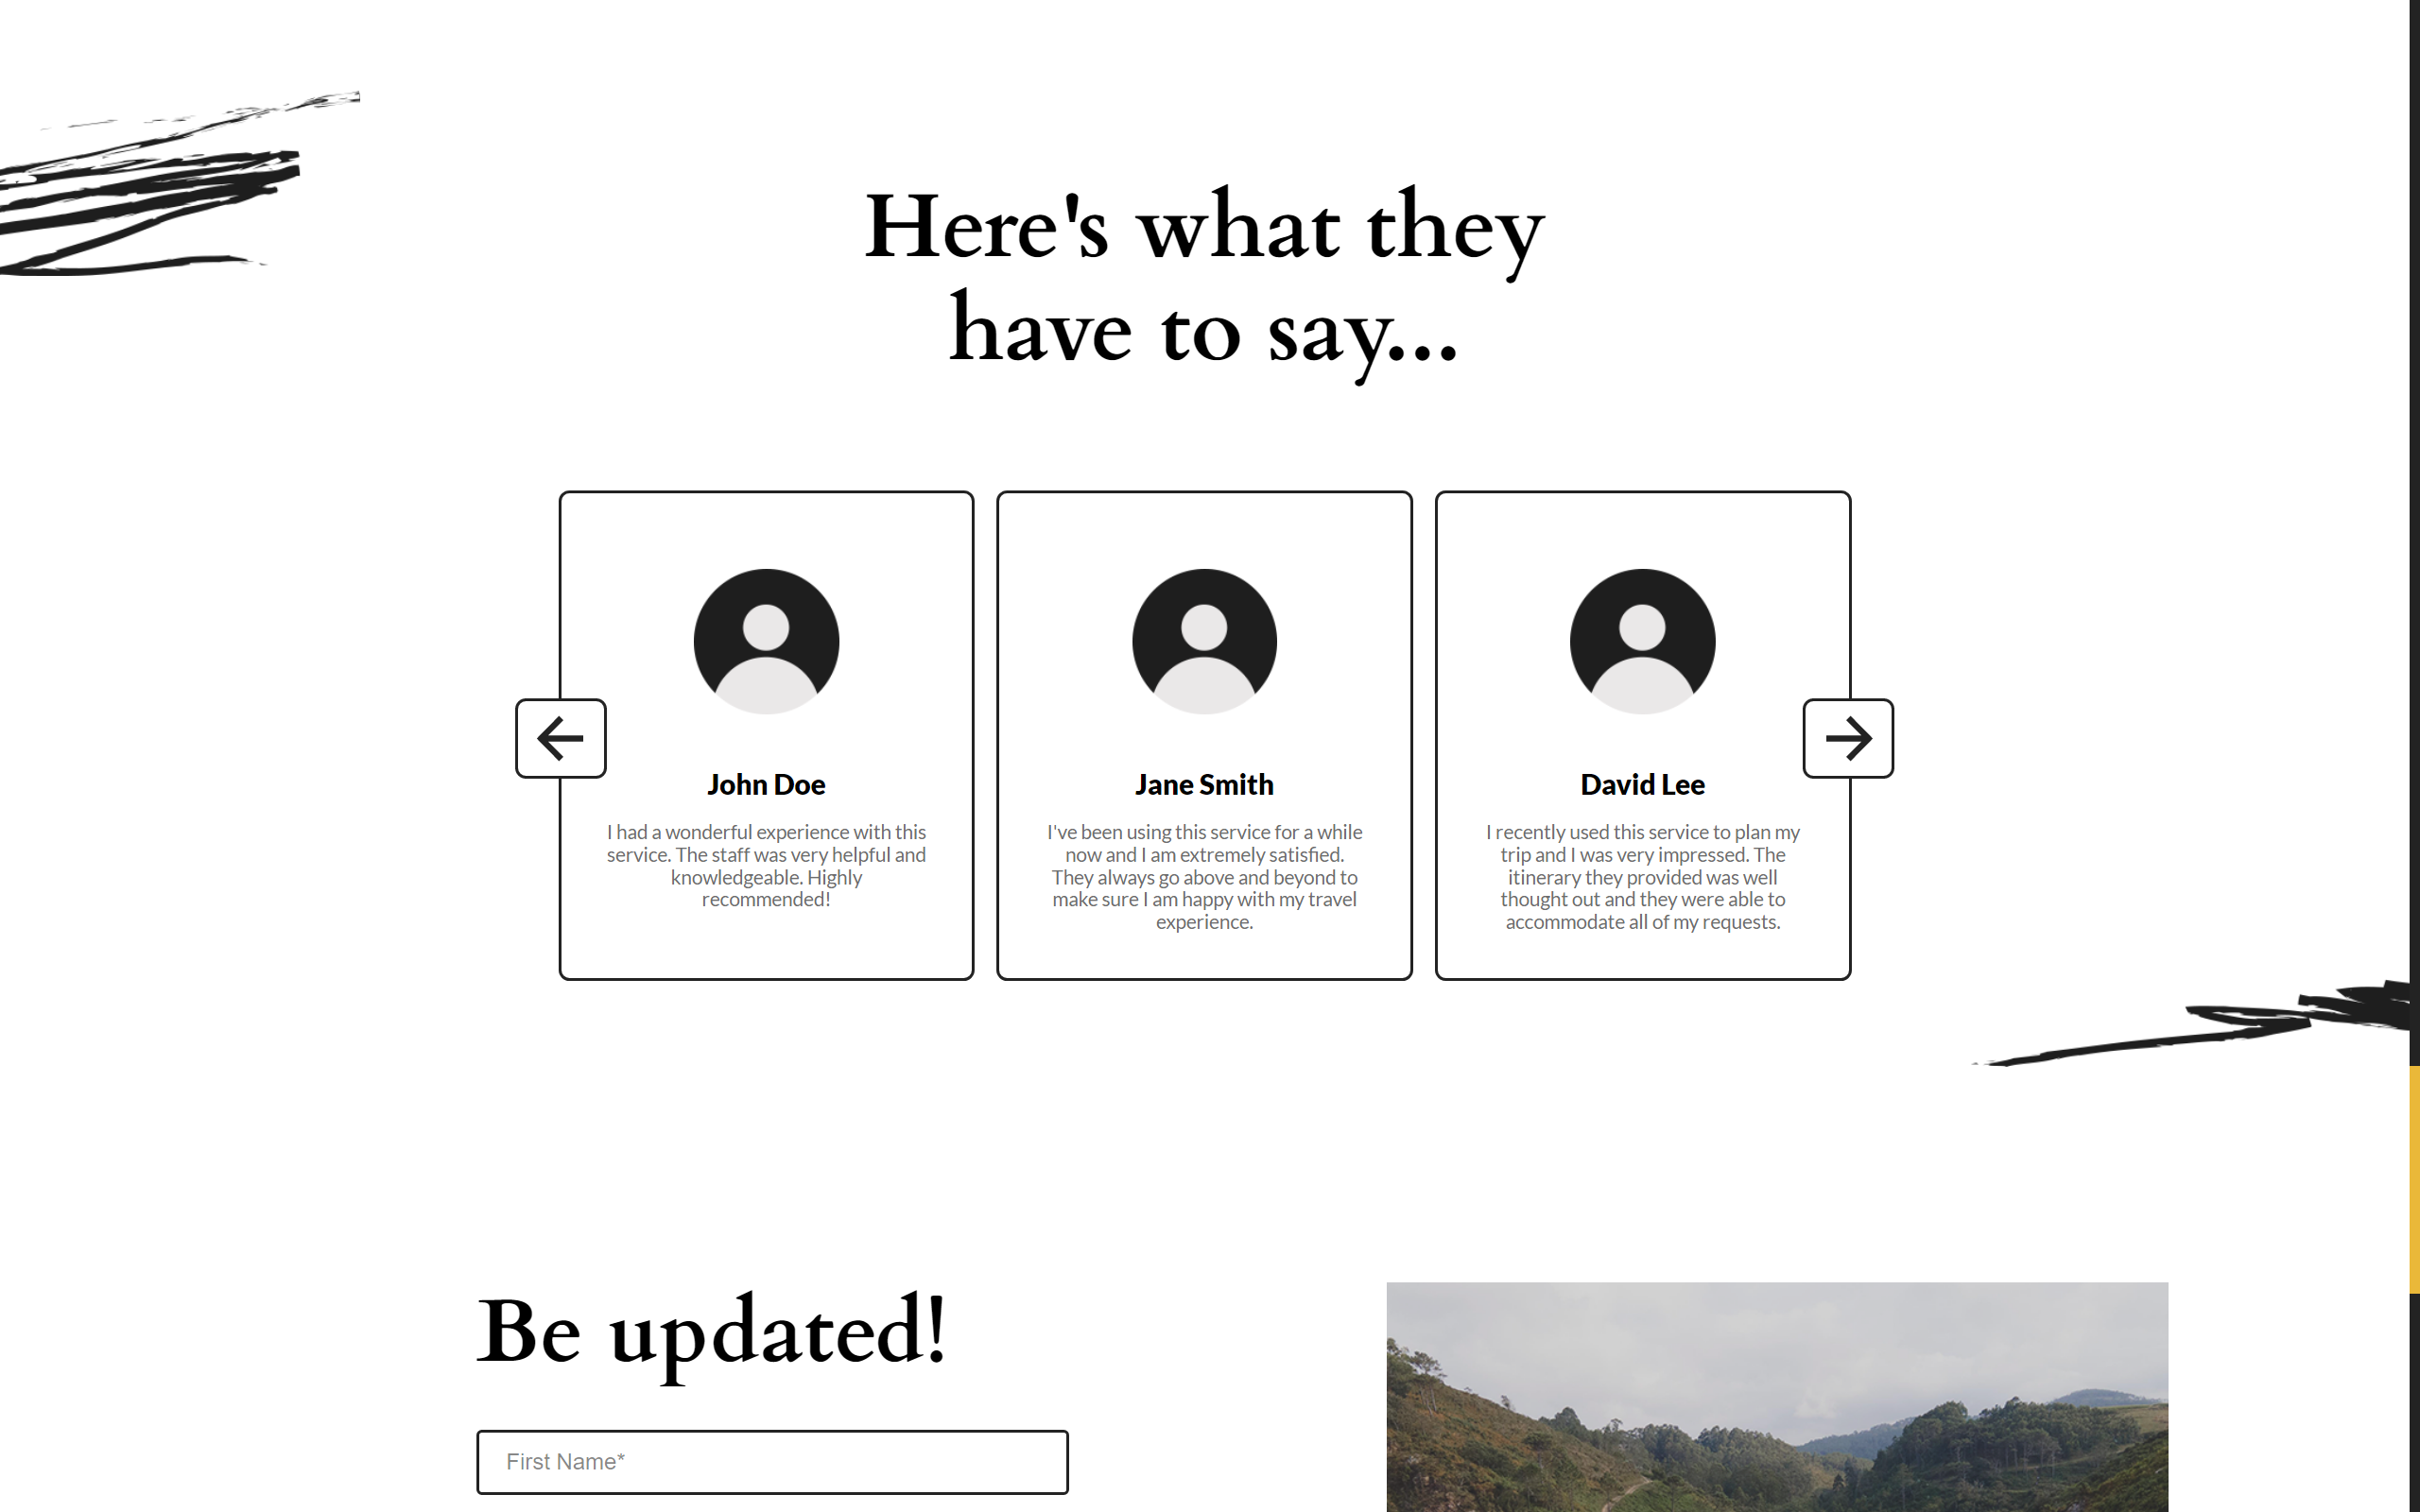 Here's what they
have to say...
John Doe
I had a wonderful experience with this
service. The staff was very helpful and
knowledgeable. Highly
recommended!
Jane Smith
I've been using this service for a while
now and I am extremely satisfied.
They always go above and beyond to
make sure I am happy with my travel
experience.
David Lee
I recently used this service to plan my
trip and I was very impressed. The
itinerary they provided was well
thought out and they were able to
accommodate all of my requests.
Be updated!
First Name*